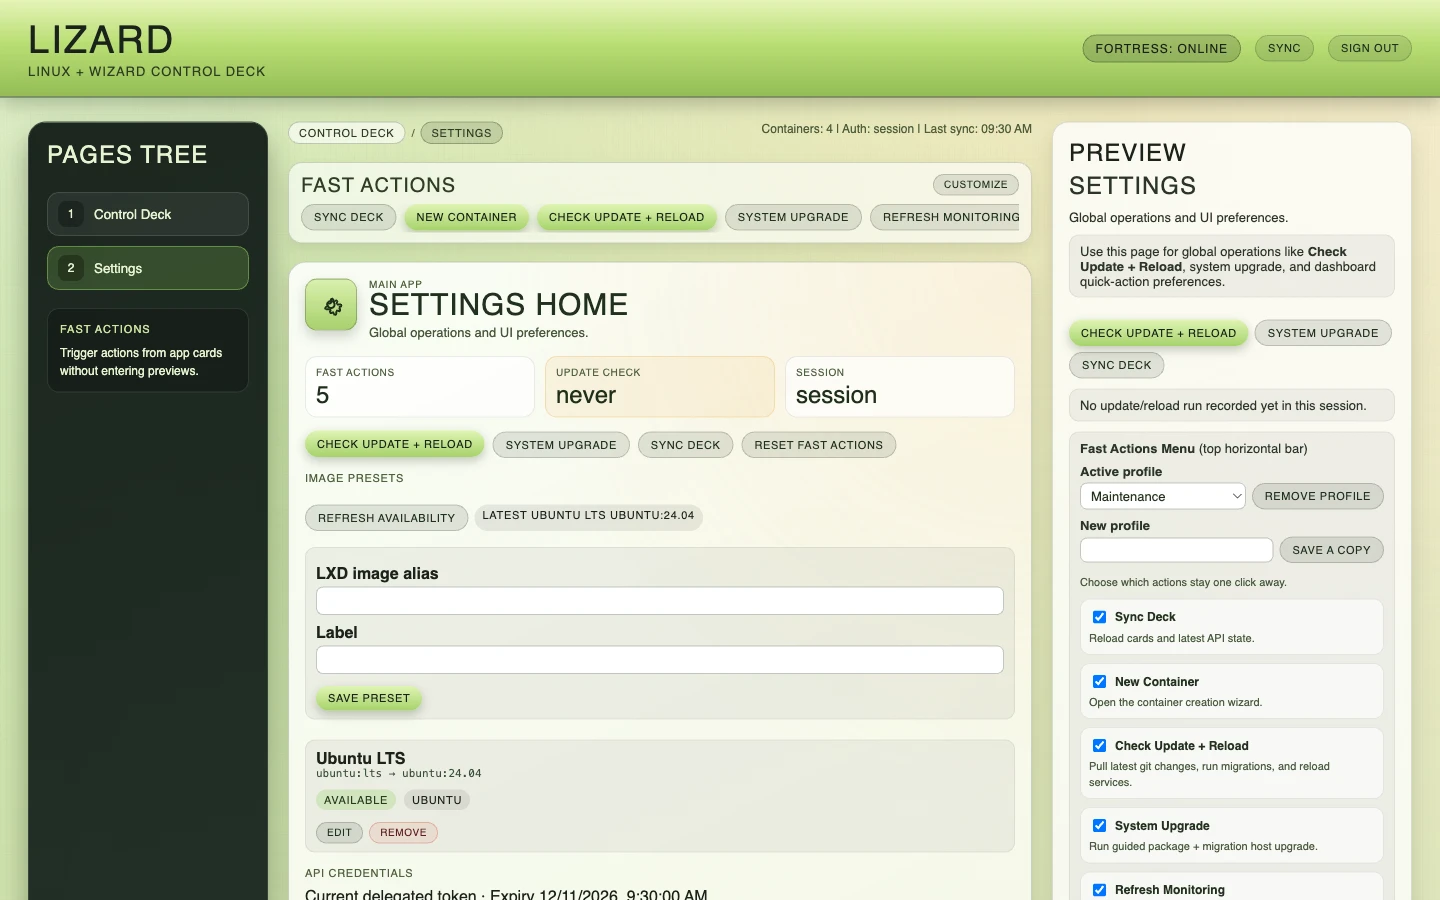 LIZARD
LINUX + WIZARD CONTROL DECK
FORTRESS: ONLINE
SYNC
SIGN OUT
PAGES TREE
1 Control Deck
2 Settings
FAST ACTIONS
Trigger actions from app cards
without entering previews.
CONTROL DECK / SETTINGS
Containers: 4 | Auth: session | Last sync: 09:30 AM
FAST ACTIONS
CUSTOMIZE
SYNC DECK
NEW CONTAINER
CHECK UPDATE + RELOAD
SYSTEM UPGRADE
REFRESH MONITORING
MAIN APP
SETTINGS HOME
Global operations and UI preferences.
FAST ACTIONS
5
UPDATE CHECK
never
SESSION
session
CHECK UPDATE + RELOAD
SYSTEM UPGRADE
SYNC DECK
RESET FAST ACTIONS
IMAGE PRESETS
REFRESH AVAILABILITY
LATEST UBUNTU LTS UBUNTU:24.04
LXD image alias
Label
SAVE PRESET
Ubuntu LTS
ubuntu:lts → ubuntu:24.04
AVAILABLE
UBUNTU
EDIT
REMOVE
API CREDENTIALS
Current delegated token · Expiry 12/11/2026, 9:30:00 AM
PREVIEW
SETTINGS
Global operations and UI preferences.
Use this page for global operations like Check
Update + Reload, system upgrade, and dashboard
quick-action preferences.
CHECK UPDATE + RELOAD
SYSTEM UPGRADE
SYNC DECK
No update/reload run recorded yet in this session.
Fast Actions Menu (top horizontal bar)
Active profile
Maintenance
REMOVE PROFILE
New profile
SAVE A COPY
Choose which actions stay one click away.
Sync Deck
Reload cards and latest API state.
New Container
Open the container creation wizard.
Check Update + Reload
Pull latest git changes, run migrations, and reload
services.
System Upgrade
Run guided package + migration host upgrade.
Refresh Monitoring